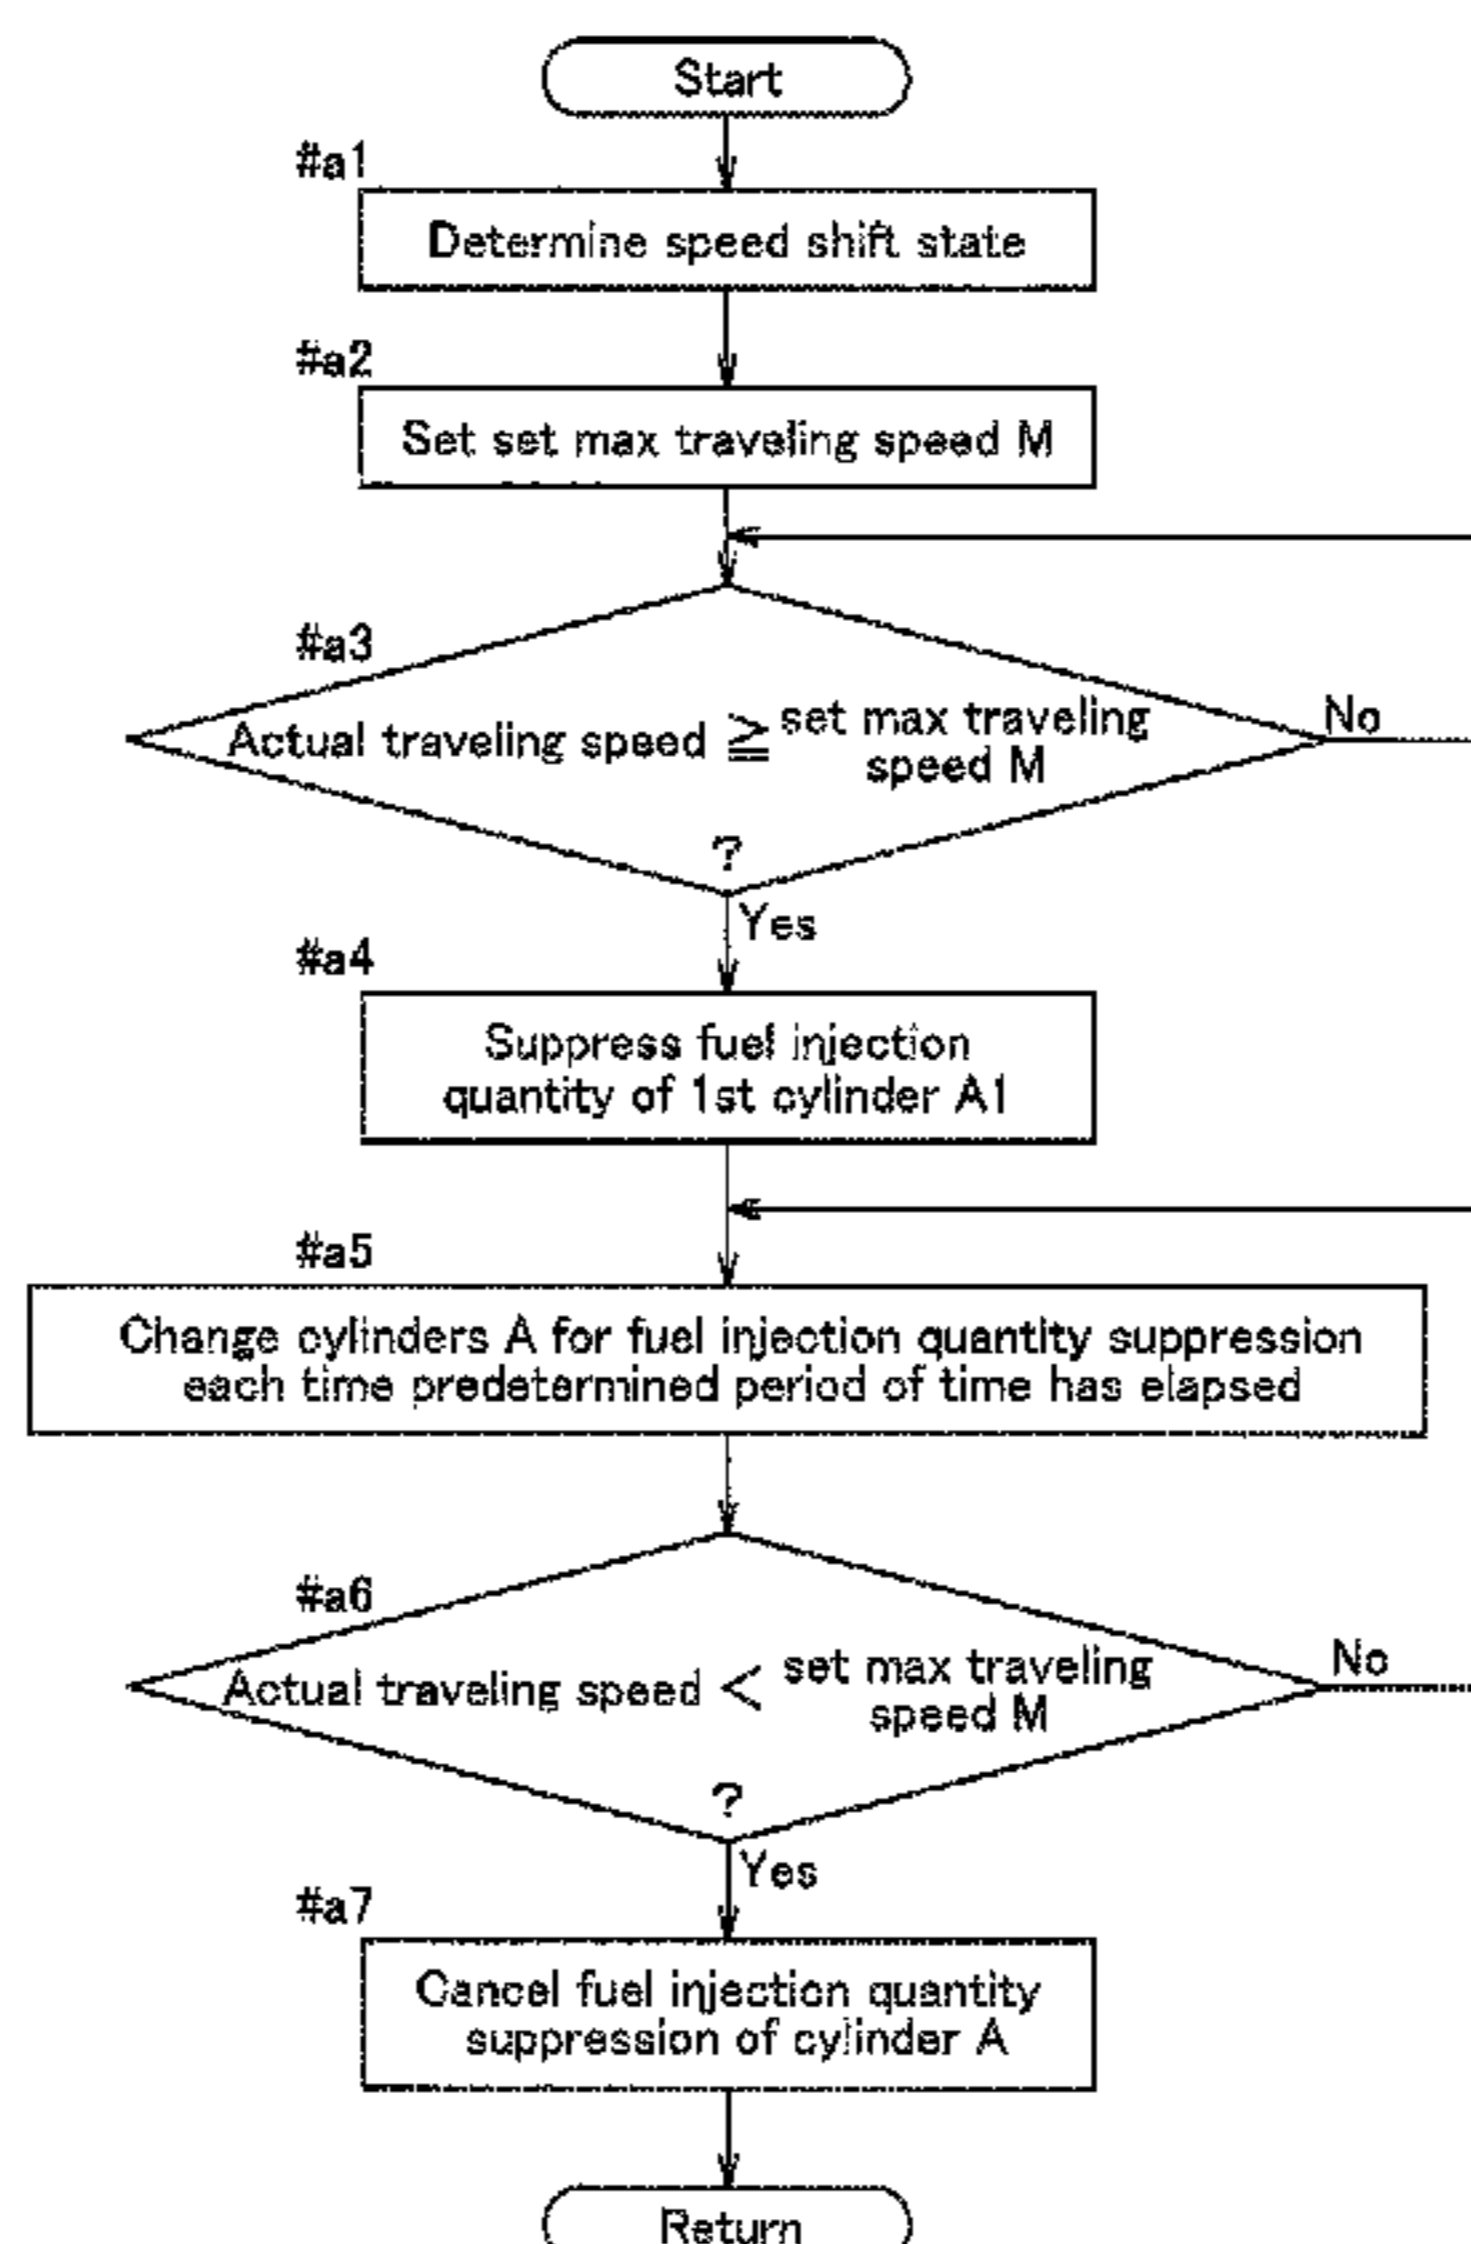 Start
#a1
Determine speed shift state
#a2
Set set max traveling speed M
#a3
Actual traveling speed ≧ set max traveling
speed M
No
?
Yes
#a4
Suppress fuel injection
quantity of 1st cylinder A1
#a5
Change cylinders A for fuel injection quantity suppression
each time predetermined period of time has elapsed
#a6
Actual traveling speed < set max traveling
speed M
No
?
Yes
#a7
Cancel fuel injection quantity
suppression of cylinder A
Return